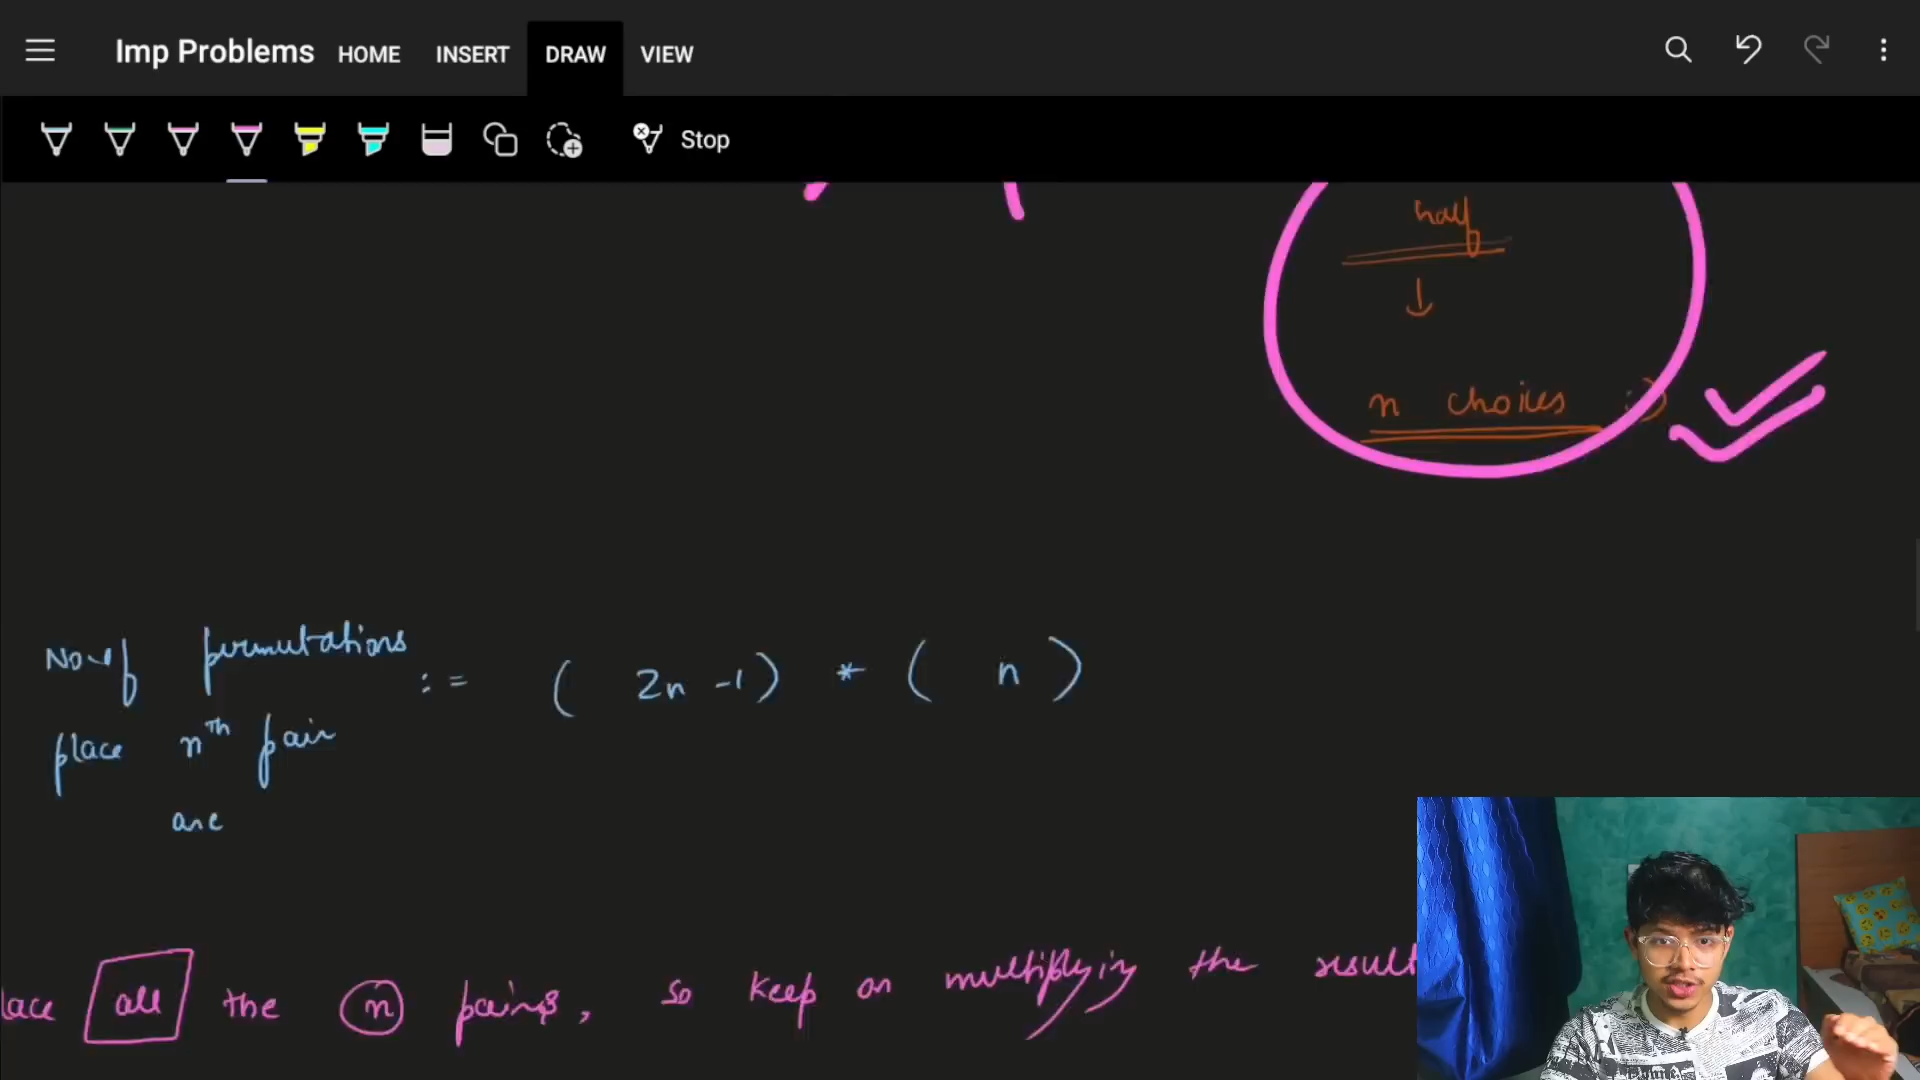 Imp Problems HOME INSERT DRAW VIEW
Stop
half
n choices :)
No of permutations := ( 2n -1) * ( n )
place nth pair
are
lace all the n pairs, so keep on multiplying the result